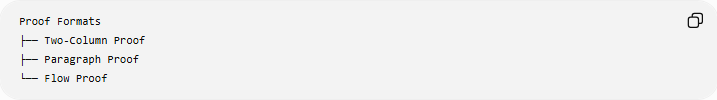 Proof Formats
├── Two-Column Proof
├── Paragraph Proof
└── Flow Proof